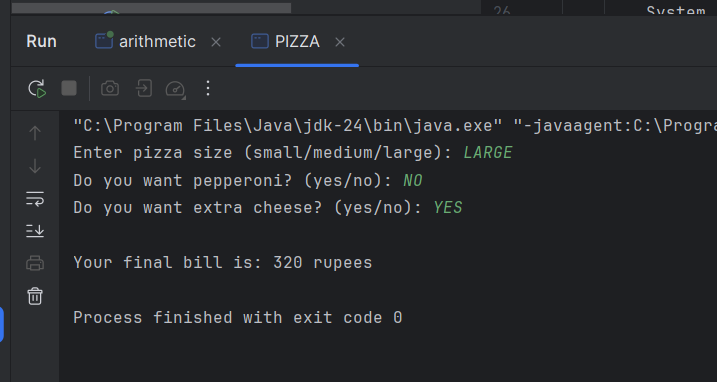 26 System
Run arithmetic × PIZZA ×
"C:\Program Files\Java\jdk-24\bin\java.exe" "-javaagent:C:\Progra
Enter pizza size (small/medium/large): LARGE
Do you want pepperoni? (yes/no): NO
Do you want extra cheese? (yes/no): YES
Your final bill is: 320 rupees
Process finished with exit code 0